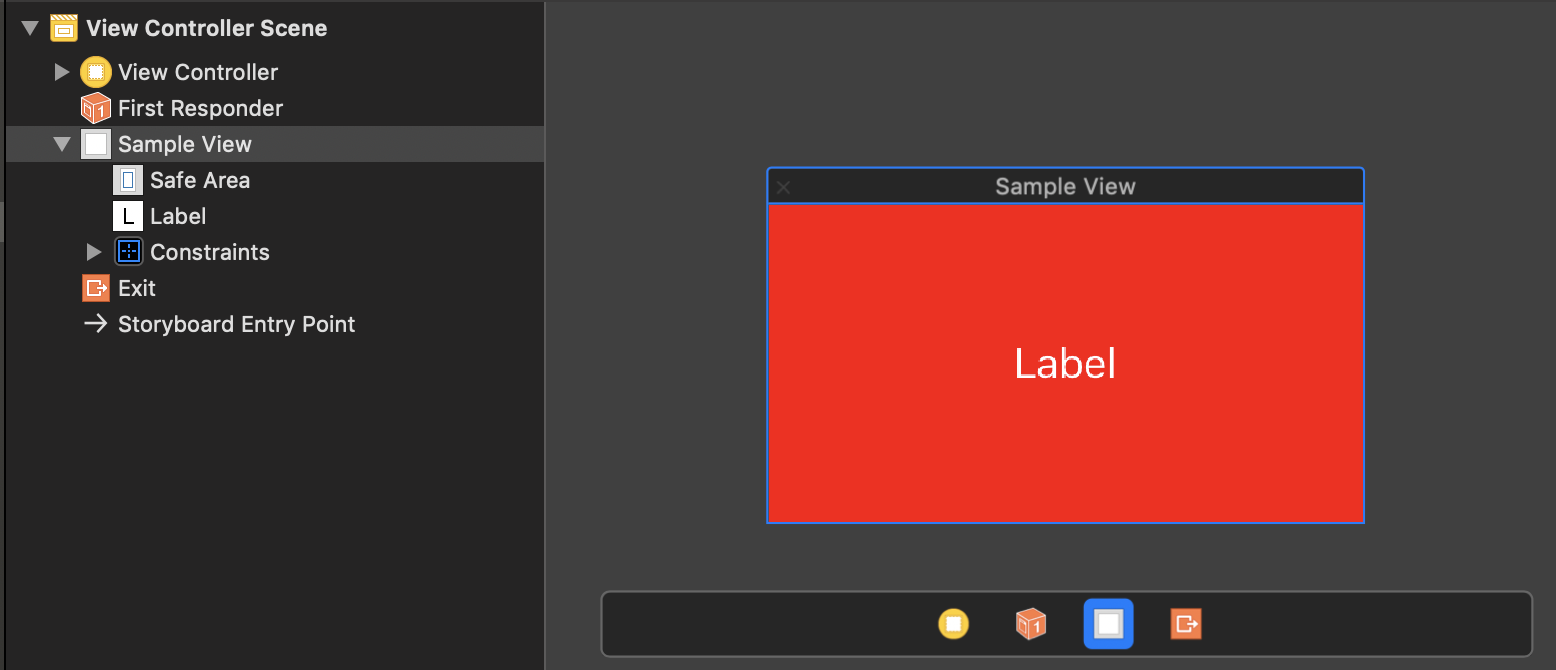 View Controller Scene
View Controller
First Responder
Sample View
Safe Area
L Label
Constraints
Exit
Storyboard Entry Point
Sample View
Label